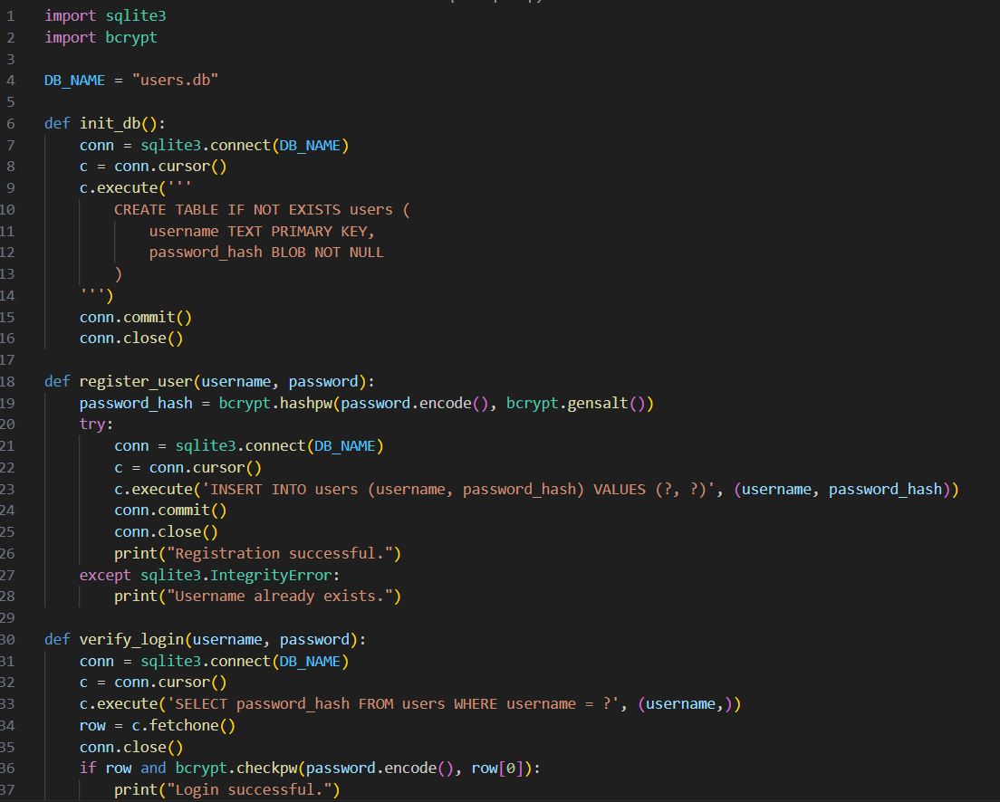 1 import sqlite3
2 import bcrypt
3
4 DB_NAME = "users.db"
5
6 def init_db():
7     conn = sqlite3.connect(DB_NAME)
8     c = conn.cursor()
9     c.execute('''
10         CREATE TABLE IF NOT EXISTS users (
11             username TEXT PRIMARY KEY,
12             password_hash BLOB NOT NULL
13         )
14     ''')
15     conn.commit()
16     conn.close()
17
18 def register_user(username, password):
19     password_hash = bcrypt.hashpw(password.encode(), bcrypt.gensalt())
20     try:
21         conn = sqlite3.connect(DB_NAME)
22         c = conn.cursor()
23         c.execute('INSERT INTO users (username, password_hash) VALUES (?, ?)', (username, password_hash))
24         conn.commit()
25         conn.close()
26         print("Registration successful.")
27     except sqlite3.IntegrityError:
28         print("Username already exists.")
29
30 def verify_login(username, password):
31     conn = sqlite3.connect(DB_NAME)
32     c = conn.cursor()
33     c.execute('SELECT password_hash FROM users WHERE username = ?', (username,))
34     row = c.fetchone()
35     conn.close()
36     if row and bcrypt.checkpw(password.encode(), row[0]):
37         print("Login successful.")